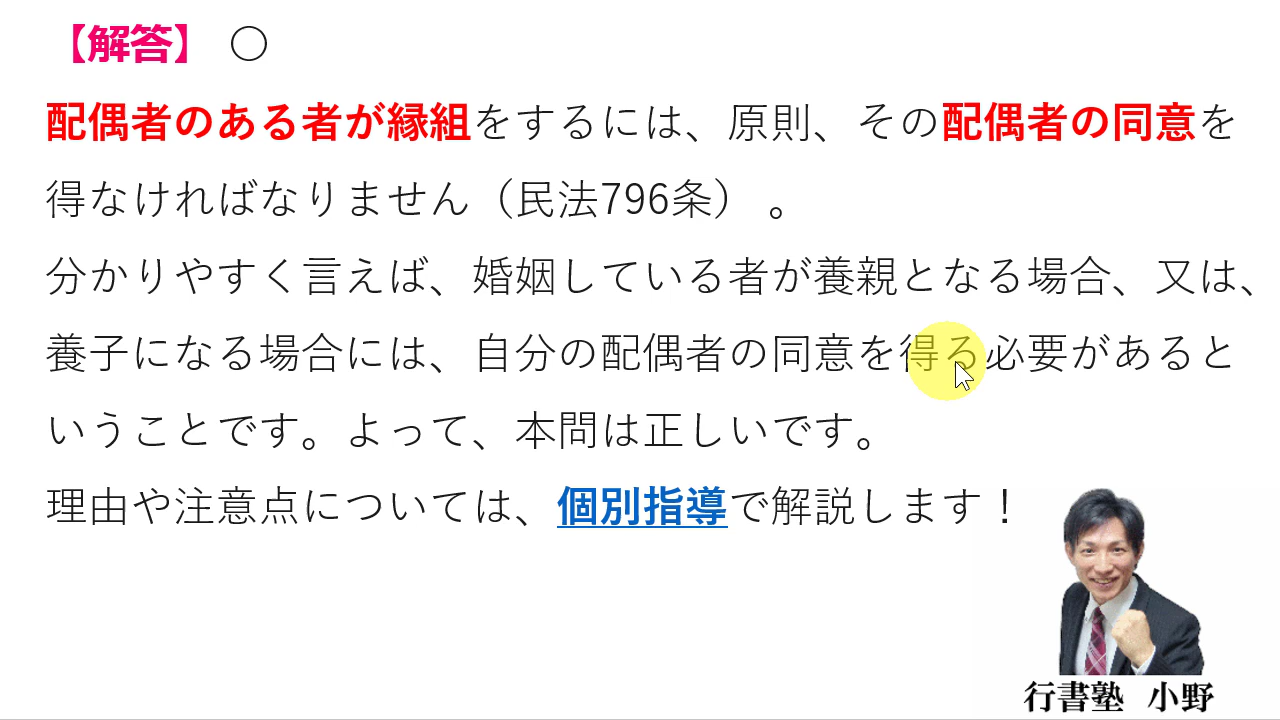 【解答】 ○
配偶者のある者が縁組をするには、原則、その配偶者の同意を
得なければなりません（民法796条） 。
分かりやすく言えば、婚姻している者が養親となる場合、又は、
養子になる場合には、自分の配偶者の同意を得る必要があると
いうことです。よって、本問は正しいです。
理由や注意点については、個別指導で解説します！
行書塾 小野